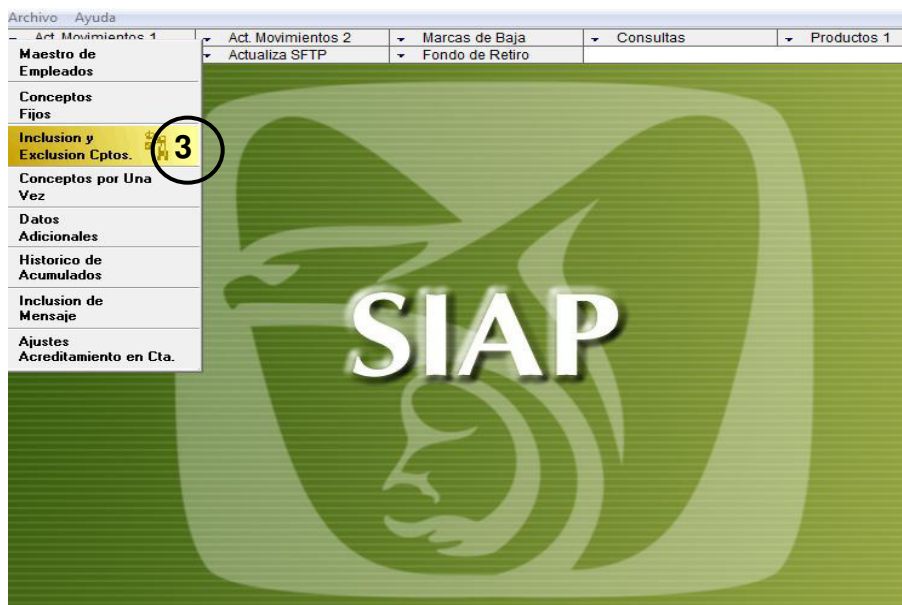 Archivo Ayuda
Act. Movimientos 1 Act. Movimientos 2 Marcas de Baja Consultas Productos 1
Actualiza SFTP Fondo de Retiro
Maestro de
Empleados
Conceptos
Fijos
Inclusion y
Exclusion Cptos.
3
Conceptos por Una
Vez
Datos
Adicionales
Historico de
Acumulados
Inclusion de
Mensaje
Ajustes
Acreditamiento en Cta.
SIAP